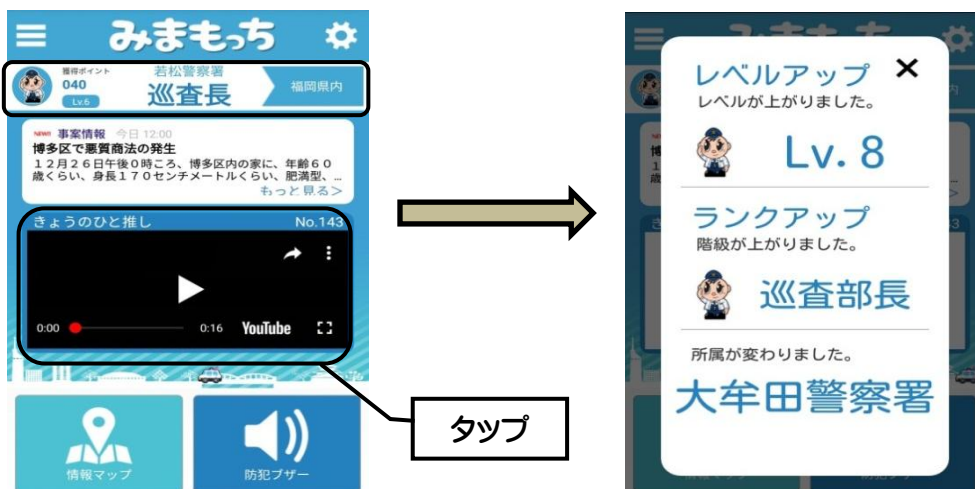 みまもっち
獲得ポイント
040
Lv.6
若松警察署
巡査長
福岡県内
NEW!! 事案情報 今日 12:00
博多区で悪質商法の発生
12月26日午後0時ころ、博多区内の家に、年齢60
歳くらい、身長170センチメートルくらい、肥満型、...
もっと見る＞
きょうのひと推し No.143
0:00 0:16 YouTube
情報マップ
防犯ブザー
タップ
レベルアップ ×
レベルが上がりました。
Lv. 8
ランクアップ
階級が上がりました。
巡査部長
所属が変わりました。
大牟田警察署